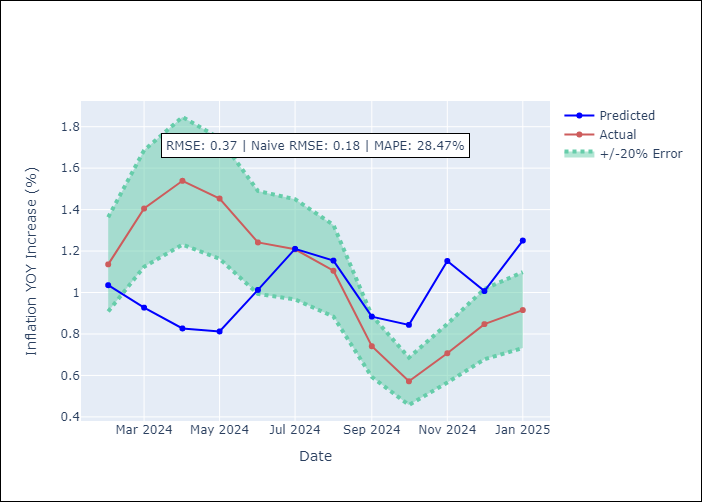 RMSE: 0.37 | Naive RMSE: 0.18 | MAPE: 28.47%
Predicted
Actual
+/-20% Error
Inflation YOY Increase (%)
1.8
1.6
1.4
1.2
1
0.8
0.6
0.4
Mar 2024 May 2024 Jul 2024 Sep 2024 Nov 2024 Jan 2025
Date